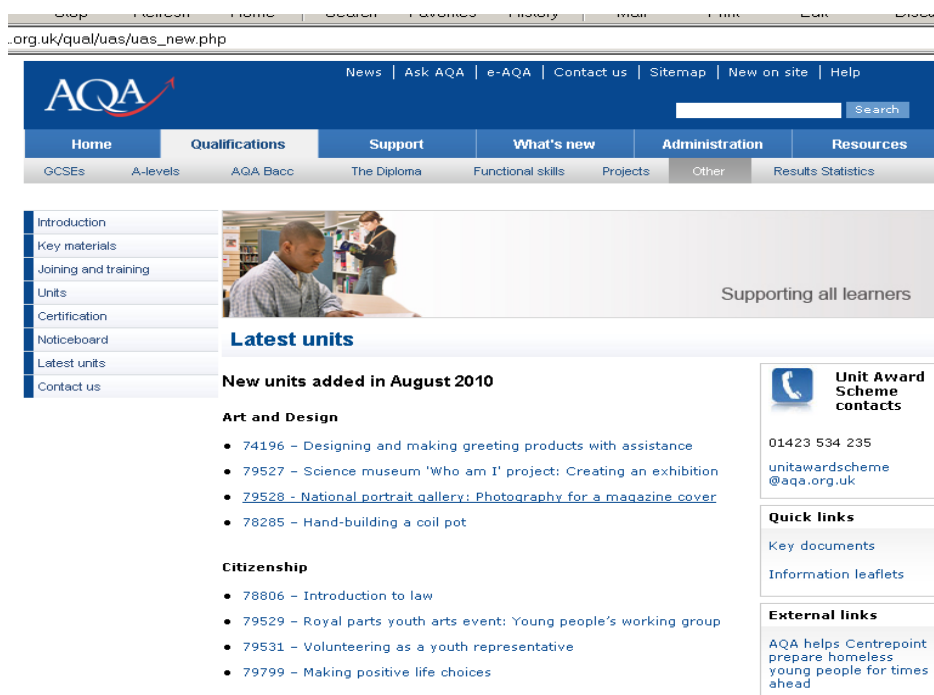 .org.uk/qual/uas/uas_new.php
News | Ask AQA | e-AQA | Contact us | Sitemap | New on site | Help
AQA
Search
Home Qualifications Support What's new Administration Resources
GCSEs A-levels AQA Bacc The Diploma Functional skills Projects Other Results Statistics
Introduction
Key materials
Joining and training
Units
Certification
Noticeboard
Latest units
Contact us
Supporting all learners
Latest units
New units added in August 2010
Art and Design
• 74196 – Designing and making greeting products with assistance
• 79527 – Science museum 'Who am I' project: Creating an exhibition
• 79528 - National portrait gallery: Photography for a magazine cover
• 78285 – Hand-building a coil pot
Citizenship
• 78806 – Introduction to law
• 79529 – Royal parts youth arts event: Young people's working group
• 79531 – Volunteering as a youth representative
• 79799 – Making positive life choices
Unit Award
Scheme
contacts
01423 534 235
unitawardscheme
@aqa.org.uk
Quick links
Key documents
Information leaflets
External links
AQA helps Centrepoint
prepare homeless
young people for times
ahead